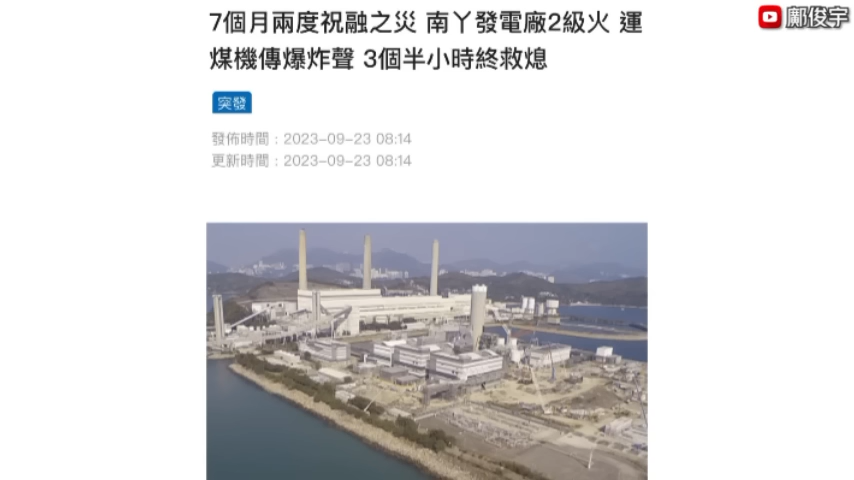 7個月兩度祝融之災 南丫發電廠2級火 運
煤機傳爆炸聲 3個半小時終救熄
突發
發佈時間：2023-09-23 08:14
更新時間：2023-09-23 08:14
鄺俊宇